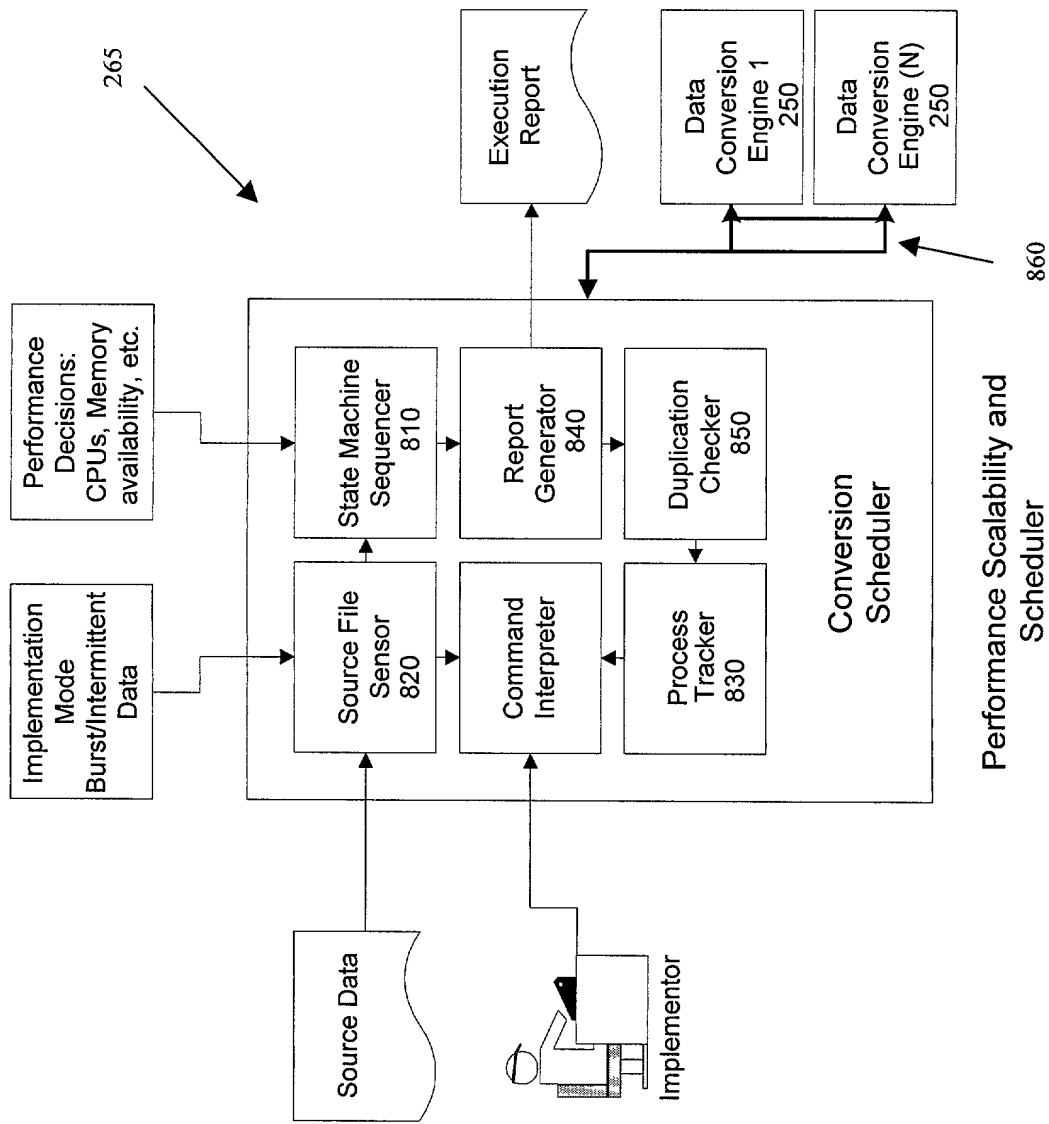 265
Implementation
Mode
Burst/Intermittent
Data
Performance
Decisions:
CPUs, Memory
availability, etc.
Source Data
Source File
Sensor
820
State Machine
Sequencer
810
Execution
Report
Command
Interpreter
Report
Generator
840
Implementor
Process
Tracker
830
Duplication
Checker
850
Data
Conversion
Engine 1
250
Data
Conversion
Engine (N)
250
860
Conversion
Scheduler
Performance Scalability and
Scheduler